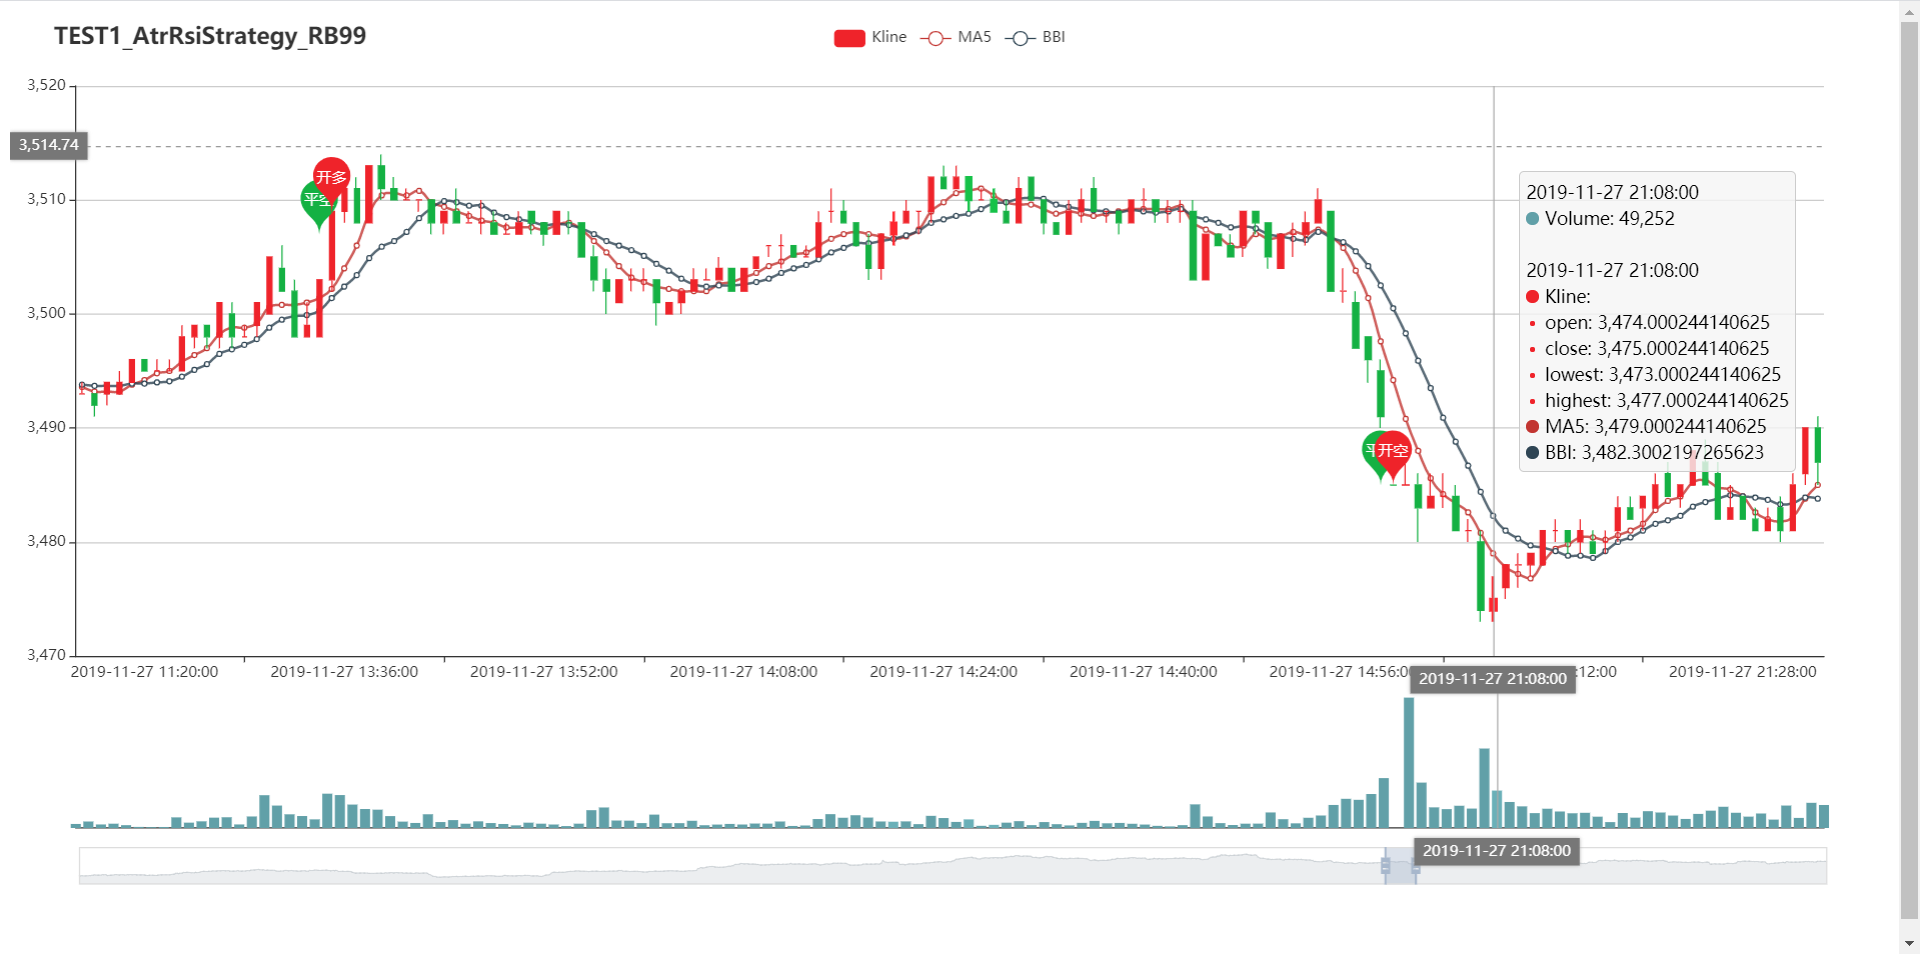 TEST1_AtrRsiStrategy_RB99
Kline
MA5
BBI
3,520
3,514.74
3,510
3,500
3,490
3,480
3,470
开多
平空
开空
2019-11-27 21:08:00
Volume: 49,252
2019-11-27 21:08:00
Kline:
open: 3,474.000244140625
close: 3,475.000244140625
lowest: 3,473.000244140625
highest: 3,477.000244140625
MA5: 3,479.000244140625
BBI: 3,482.3002197265623
2019-11-27 11:20:00
2019-11-27 13:36:00
2019-11-27 13:52:00
2019-11-27 14:08:00
2019-11-27 14:24:00
2019-11-27 14:40:00
2019-11-27 14:56:00
:12:00
2019-11-27 21:28:00
2019-11-27 21:08:00
2019-11-27 21:08:00